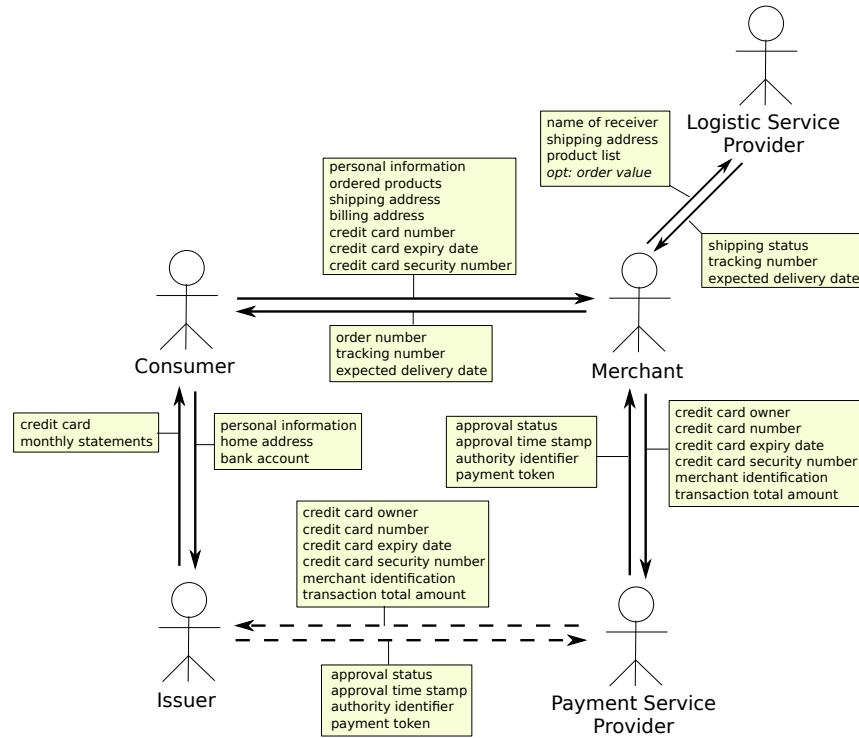 name of receiver
shipping address
product list
opt: order value
Logistic Service
Provider
personal information
ordered products
shipping address
billing address
credit card number
credit card expiry date
credit card security number
shipping status
tracking number
expected delivery date
order number
tracking number
expected delivery date
Consumer
Merchant
credit card
monthly statements
personal information
home address
bank account
approval status
approval time stamp
authority identifier
payment token
credit card owner
credit card number
credit card expiry date
credit card security number
merchant identification
transaction total amount
credit card owner
credit card number
credit card expiry date
credit card security number
merchant identification
transaction total amount
approval status
approval time stamp
authority identifier
payment token
Issuer
Payment Service
Provider